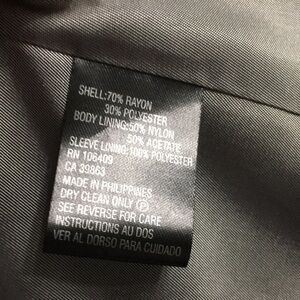 SHELL:70% RAYON
30% POLYESTER
BODY LINING:50% NYLON
50% ACETATE
SLEEVE LINING:100% POLYESTER
RN 106409
CA 39863
MADE IN PHILIPPINES
DRY CLEAN ONLY Ⓟ
SEE REVERSE FOR CARE
INSTRUCTIONS AU DOS
VER AL DORSO PARA CUIDADO